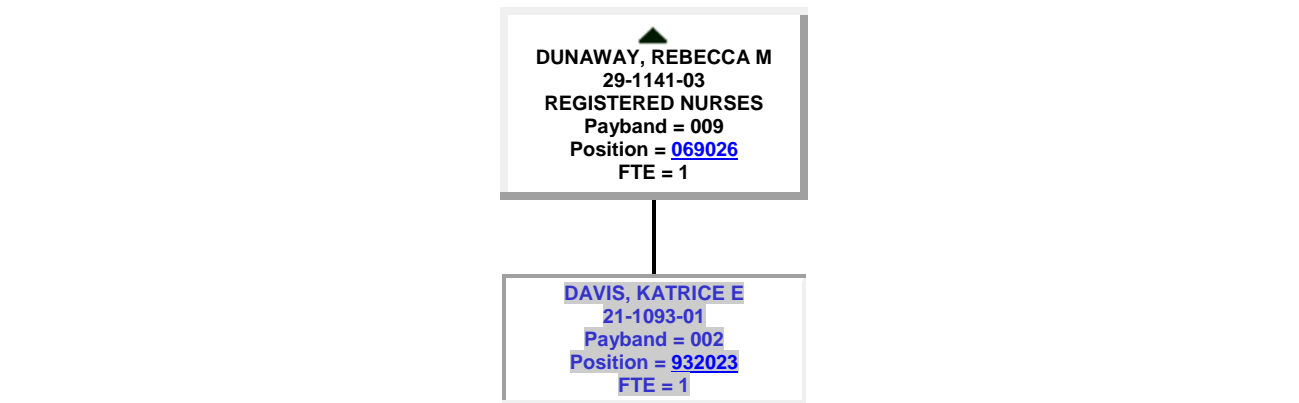 DUNAWAY, REBECCA M
29-1141-03
REGISTERED NURSES
Payband = 009
Position = 069026
FTE = 1
DAVIS, KATRICE E
21-1093-01
Payband = 002
Position = 932023
FTE = 1